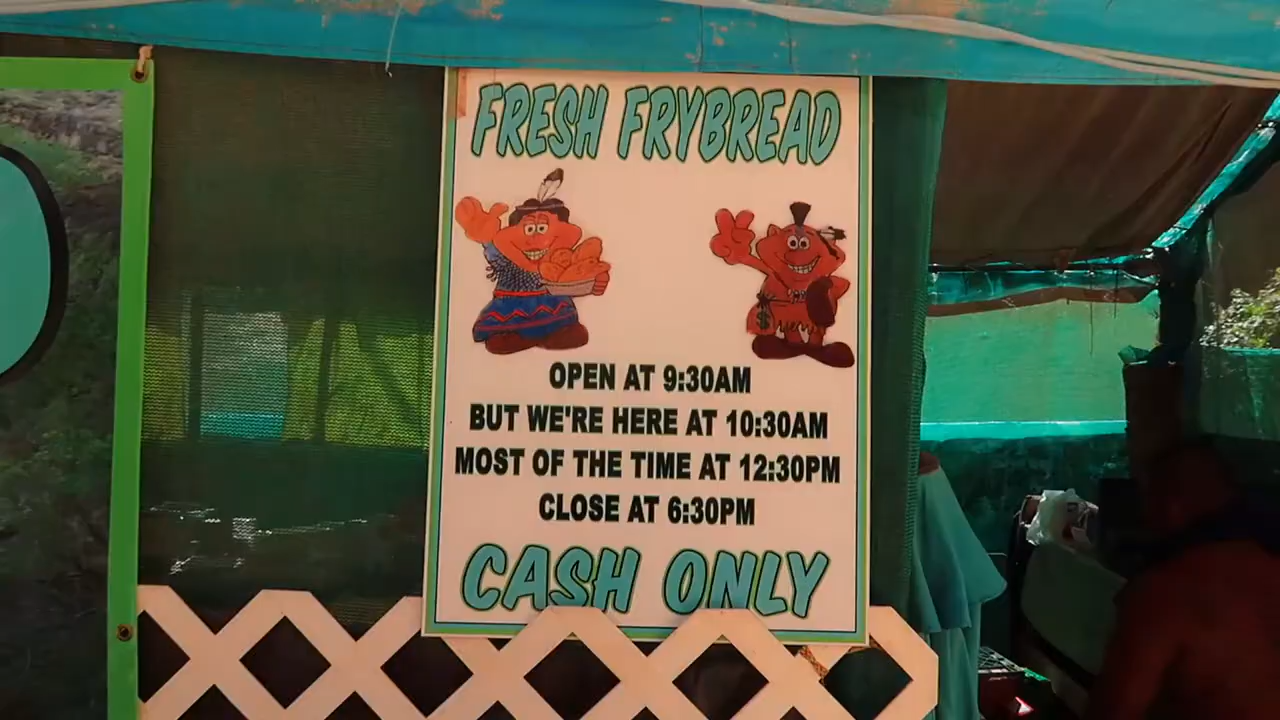 FRESH FRYBREAD
OPEN AT 9:30AM
BUT WE'RE HERE AT 10:30AM
MOST OF THE TIME AT 12:30PM
CLOSE AT 6:30PM
CASH ONLY